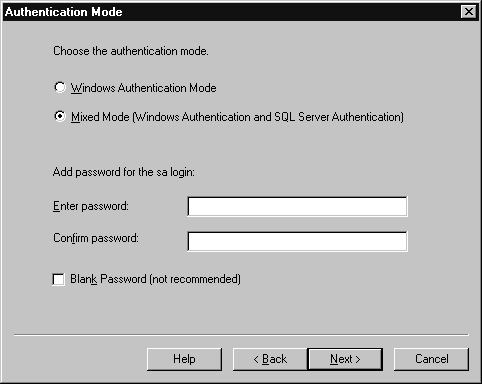 Authentication Mode
Choose the authentication mode.
Windows Authentication Mode
Mixed Mode (Windows Authentication and SQL Server Authentication)
Add password for the sa login:
Enter password:
Confirm password:
Blank Password (not recommended)
Help < Back Next > Cancel